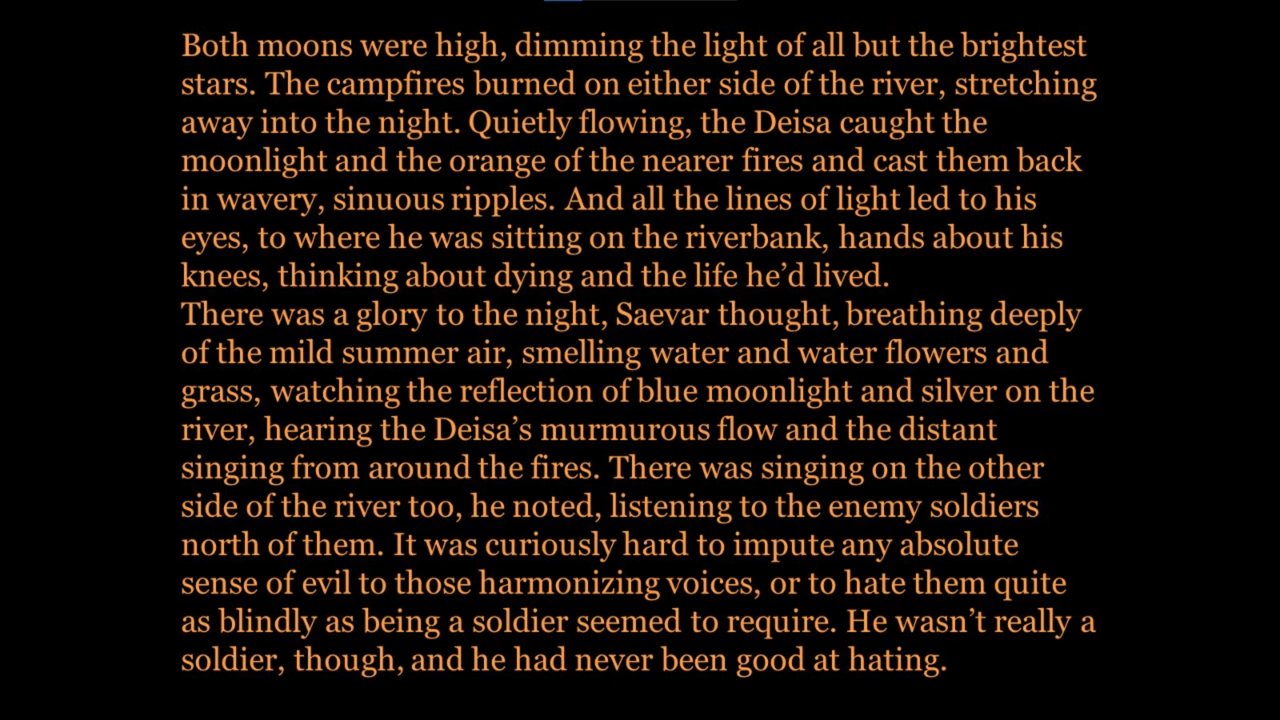 Both moons were high, dimming the light of all but the brightest
stars. The campfires burned on either side of the river, stretching
away into the night. Quietly flowing, the Deisa caught the
moonlight and the orange of the nearer fires and cast them back
in wavery, sinuous ripples. And all the lines of light led to his
eyes, to where he was sitting on the riverbank, hands about his
knees, thinking about dying and the life he’d lived.
There was a glory to the night, Saevar thought, breathing deeply
of the mild summer air, smelling water and water flowers and
grass, watching the reflection of blue moonlight and silver on the
river, hearing the Deisa’s murmurous flow and the distant
singing from around the fires. There was singing on the other
side of the river too, he noted, listening to the enemy soldiers
north of them. It was curiously hard to impute any absolute
sense of evil to those harmonizing voices, or to hate them quite
as blindly as being a soldier seemed to require. He wasn’t really a
soldier, though, and he had never been good at hating.